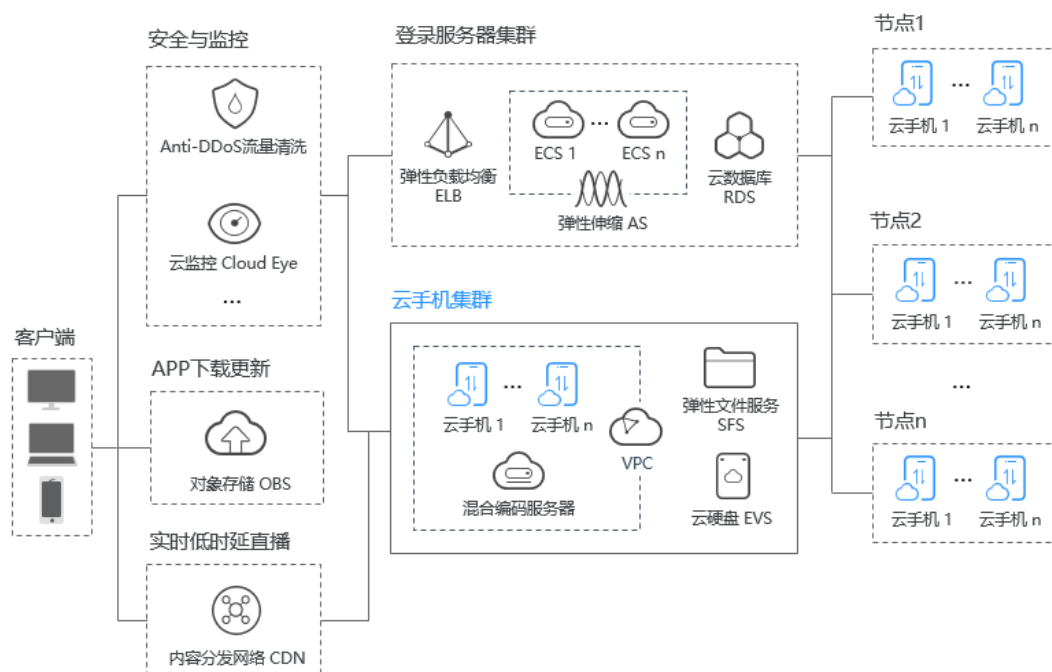 安全与监控
Anti-DDoS流量清洗
云监控 Cloud Eye
...
客户端
APP下载更新
对象存储 OBS
实时低时延直播
内容分发网络 CDN
登录服务器集群
弹性负载均衡
ELB
ECS 1
...
ECS n
弹性伸缩 AS
云数据库
RDS
云手机集群
云手机 1
...
云手机 n
混合编码服务器
VPC
弹性文件服务
SFS
云硬盘 EVS
节点1
云手机 1
...
云手机 n
节点2
云手机 1
...
云手机 n
...
节点n
云手机 1
...
云手机 n